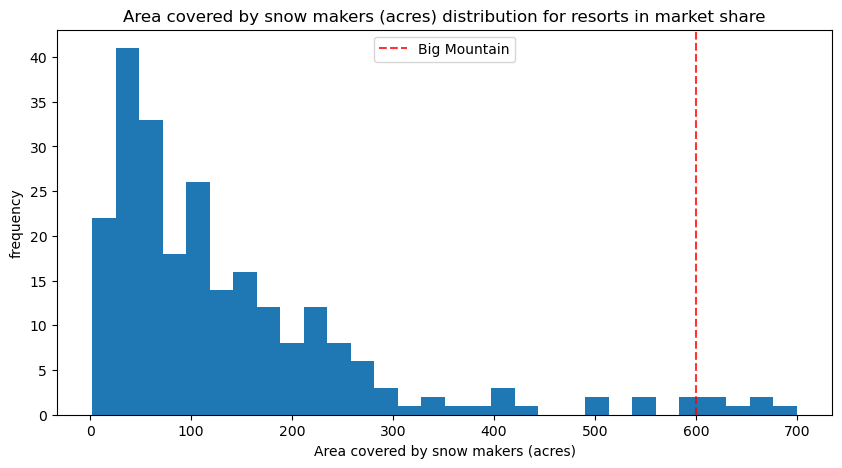 Area covered by snow makers (acres) distribution for resorts in market share
Big Mountain
frequency
40
35
30
25
20
15
10
5
0
0 100 200 300 400 500 600 700
Area covered by snow makers (acres)